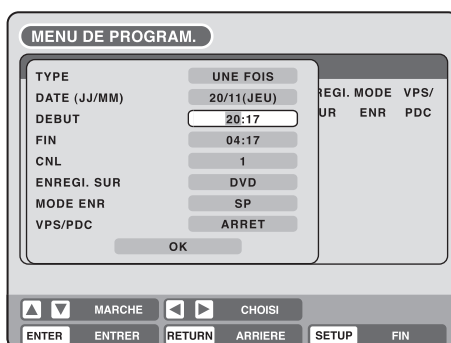 MENU DE PROGRAM.
TYPE UNE FOIS
DATE (JJ/MM) 20/11(JEU) MODE VPS/
DEBUT 20:17 ENR PDC
FIN 04:17
CNL 1
ENREGI. SUR DVD
MODE ENR SP
VPS/PDC ARRET
OK
MARCHE CHOISI
ENTER ENTRER RETURN ARRIERE SETUP FIN